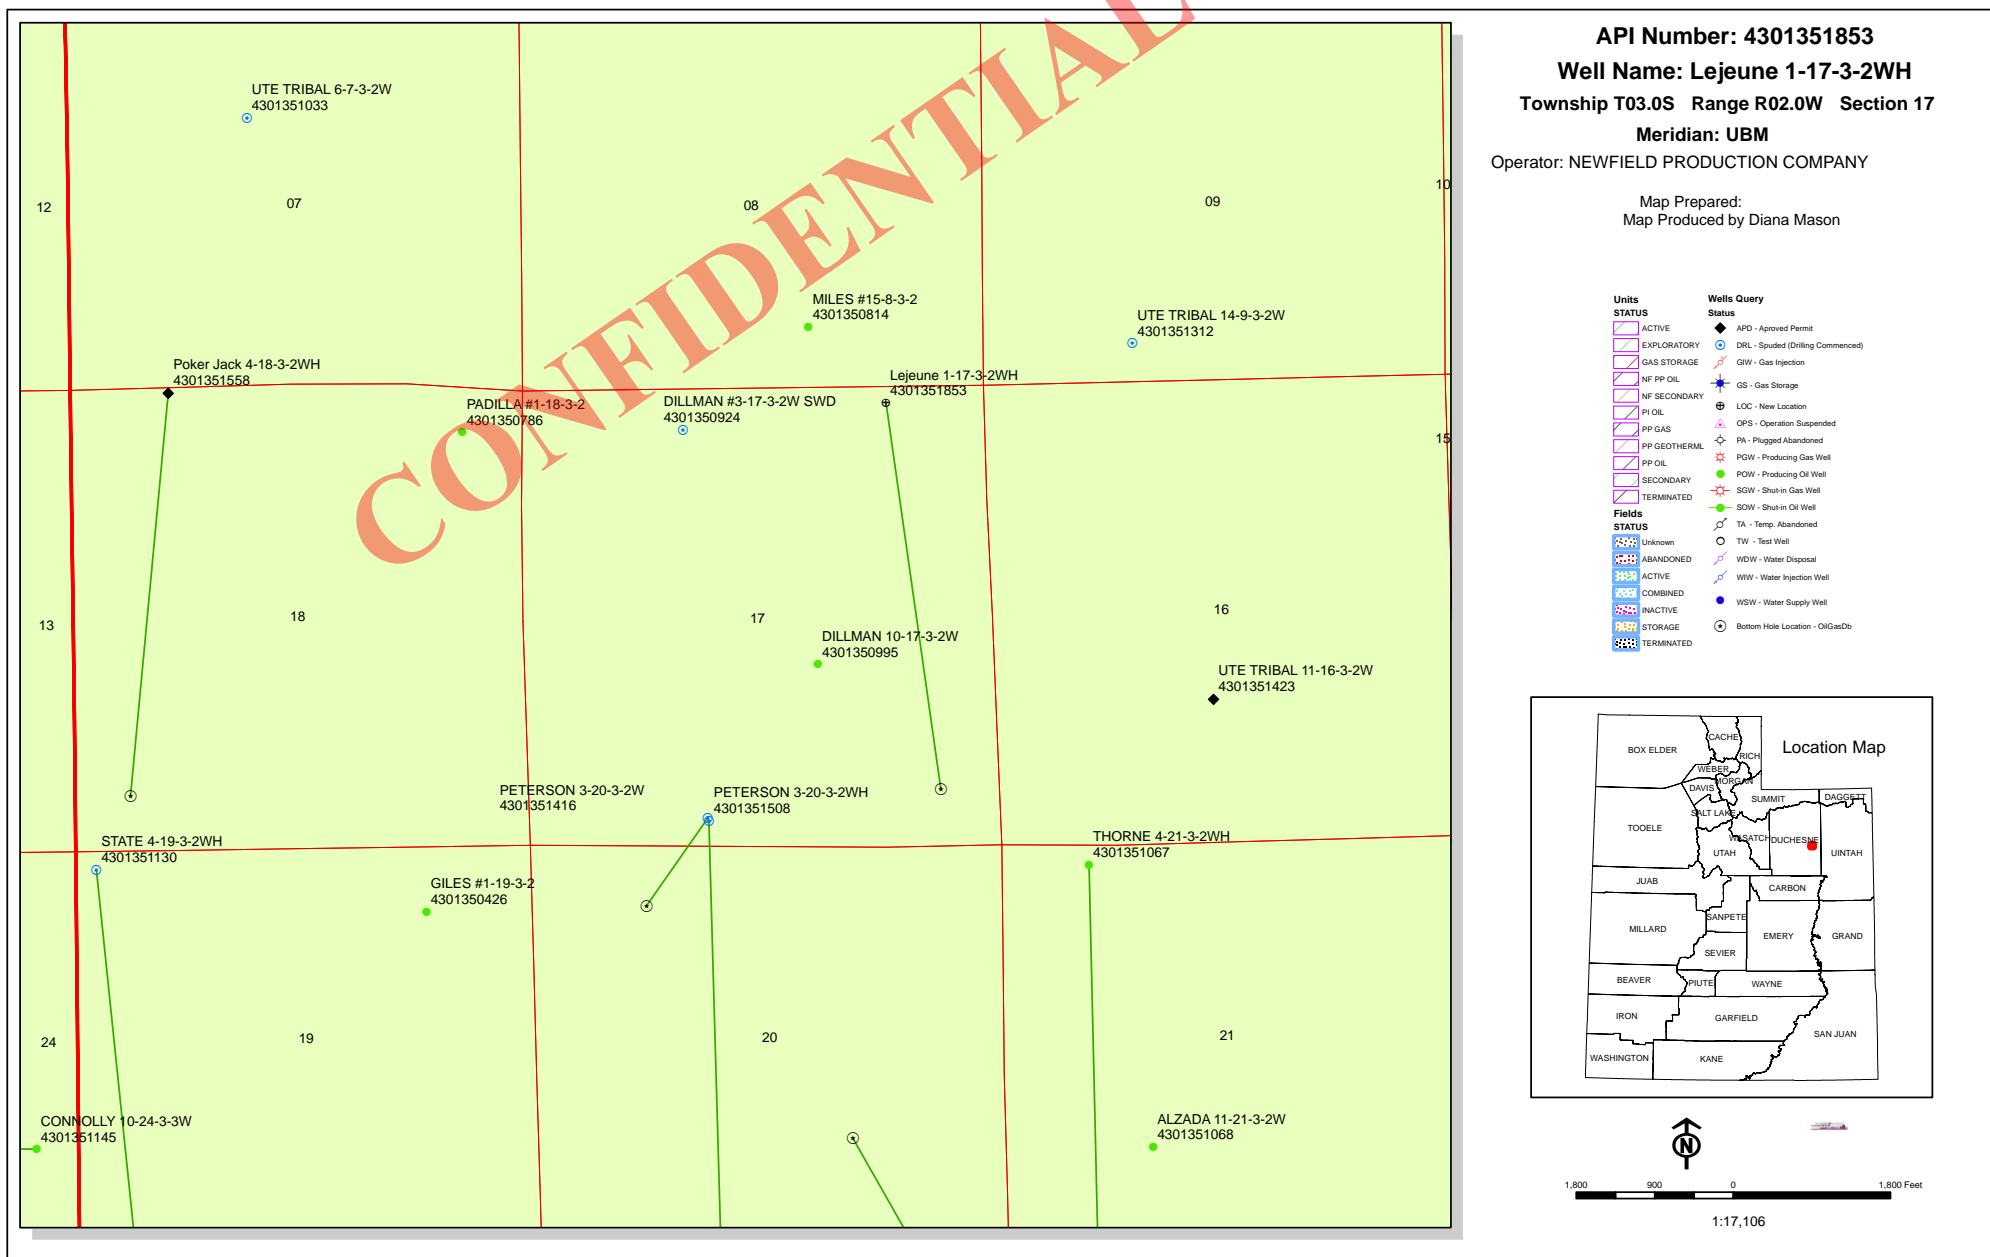 API Number: 4301351853
Well Name: Lejeune 1-17-3-2WH
Township T03.0S Range R02.0W Section 17
Meridian: UBM
Operator: NEWFIELD PRODUCTION COMPANY
Map Prepared:
Map Produced by Diana Mason
CONFIDENTIAL
UTE TRIBAL 6-7-3-2W
4301351033
12
07
08
09
10
MILES #15-8-3-2
4301350814
UTE TRIBAL 14-9-3-2W
4301351312
Poker Jack 4-18-3-2WH
4301351558
PADILLA #1-18-3-2
4301350786
DILLMAN #3-17-3-2W SWD
4301350924
Lejeune 1-17-3-2WH
4301351853
15
13
18
17
16
DILLMAN 10-17-3-2W
4301350995
UTE TRIBAL 11-16-3-2W
4301351423
PETERSON 3-20-3-2W
4301351416
PETERSON 3-20-3-2WH
4301351508
STATE 4-19-3-2WH
4301351130
THORNE 4-21-3-2WH
4301351067
GILES #1-19-3-2
4301350426
24
19
20
21
CONNOLLY 10-24-3-3W
4301351145
ALZADA 11-21-3-2W
4301351068
Units
STATUS
ACTIVE
EXPLORATORY
GAS STORAGE
NF PP OIL
NF SECONDARY
PI OIL
PP GAS
PP GEOTHERML
PP OIL
SECONDARY
TERMINATED
Fields
STATUS
Unknown
ABANDONED
ACTIVE
COMBINED
INACTIVE
STORAGE
TERMINATED
Wells Query
Status
APD - Aproved Permit
DRL - Spuded (Drilling Commenced)
GIW - Gas Injection
GS - Gas Storage
LOC - New Location
OPS - Operation Suspended
PA - Plugged Abandoned
PGW - Producing Gas Well
POW - Producing Oil Well
SGW - Shut-in Gas Well
SOW - Shut-in Oil Well
TA - Temp. Abandoned
TW - Test Well
WDW - Water Disposal
WIW - Water Injection Well
WSW - Water Supply Well
Bottom Hole Location - OilGasDb
Location Map
BOX ELDER
CACHE
RICH
WEBER
MORGAN
DAVIS
SUMMIT
DAGGETT
SALT LAKE
TOOELE
WASATCH
DUCHESNE
UTAH
UINTAH
JUAB
CARBON
SANPETE
MILLARD
EMERY
GRAND
SEVIER
BEAVER
PIUTE
WAYNE
IRON
GARFIELD
SAN JUAN
WASHINGTON
KANE
N
1,800 900 0 1,800 Feet
1:17,106